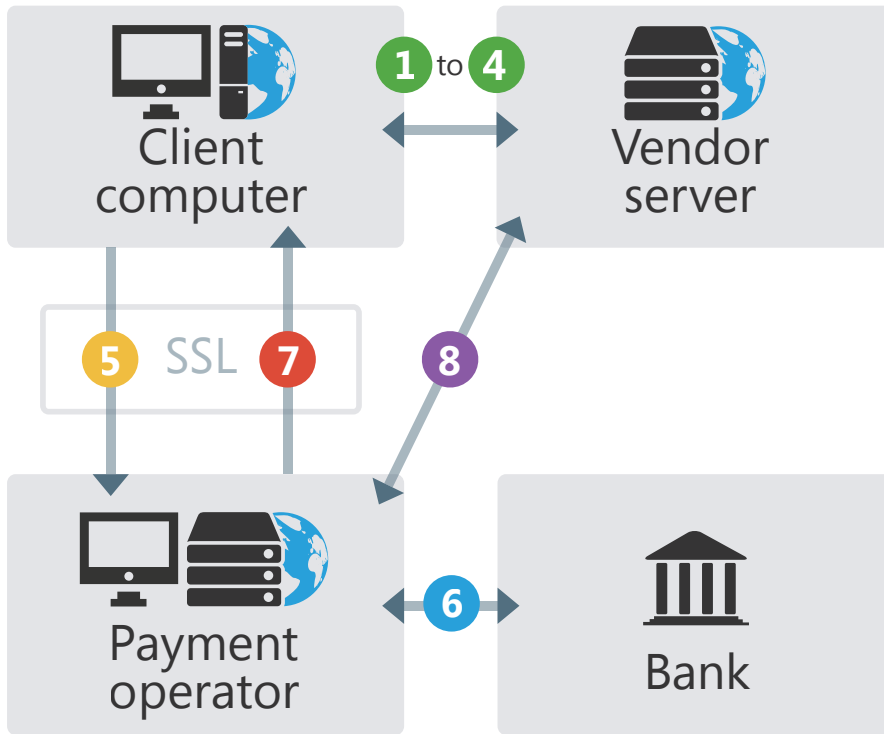 1 to 4
Client
computer
Vendor
server
5 SSL 7
8
Payment
operator
6
Bank